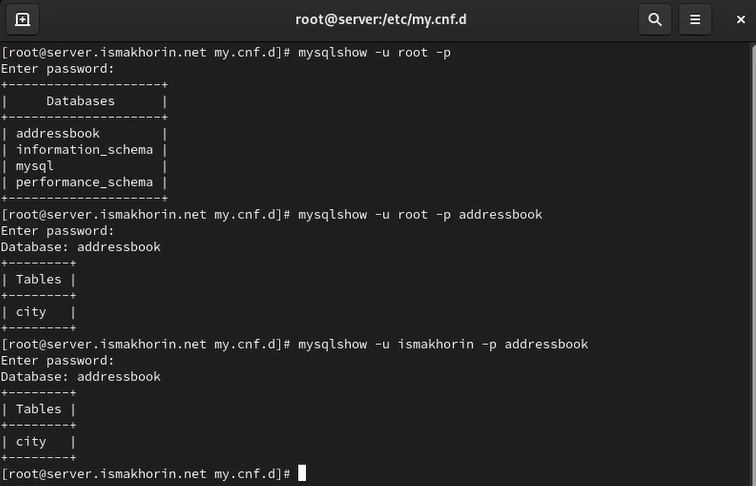 root@server:/etc/my.cnf.d
[root@server.ismakhorin.net my.cnf.d]# mysqlshow -u root -p
Enter password:
+--------------------+
|     Databases      |
+--------------------+
| addressbook        |
| information_schema |
| mysql              |
| performance_schema |
+--------------------+
[root@server.ismakhorin.net my.cnf.d]# mysqlshow -u root -p addressbook
Enter password:
Database: addressbook
+--------+
| Tables |
+--------+
| city   |
+--------+
[root@server.ismakhorin.net my.cnf.d]# mysqlshow -u ismakhorin -p addressbook
Enter password:
Database: addressbook
+--------+
| Tables |
+--------+
| city   |
+--------+
[root@server.ismakhorin.net my.cnf.d]#